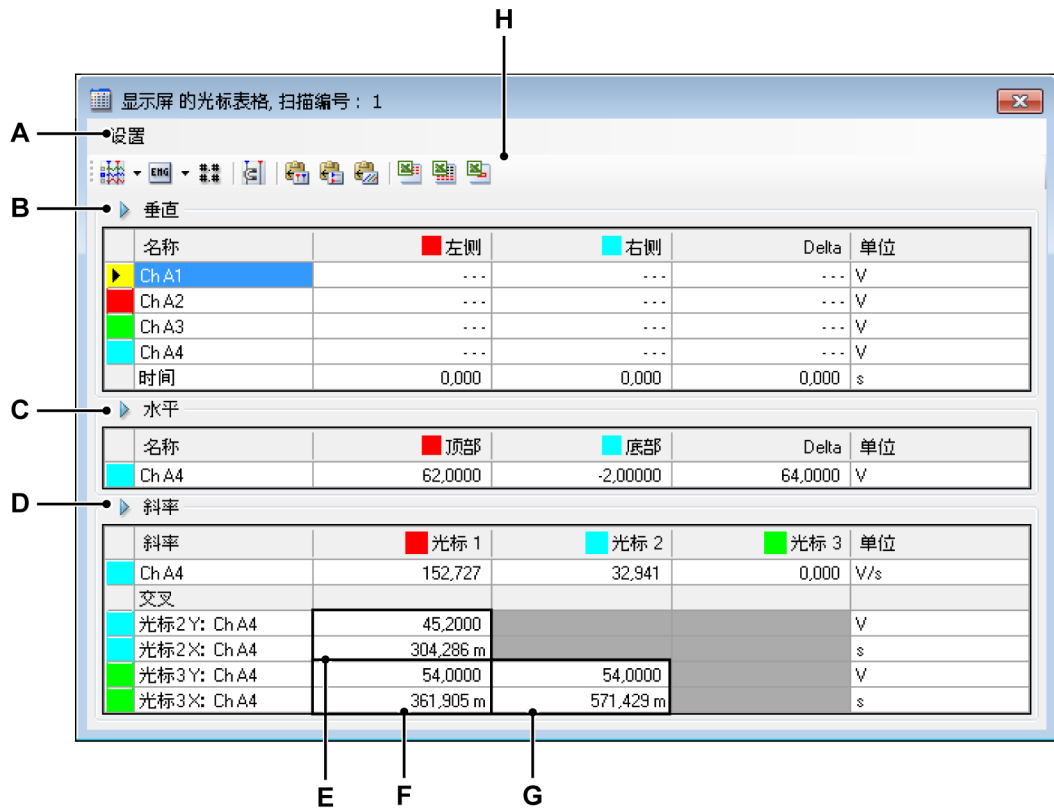 H
显示屏 的光标表格, 扫描编号： 1
A
设置
ENG
#.#
#.#
B
垂直
名称 左侧 右侧 Delta 单位
Ch A1 --- --- --- V
Ch A2 --- --- --- V
Ch A3 --- --- --- V
Ch A4 --- --- --- V
时间 0,000 0,000 0,000 s
C
水平
名称 顶部 底部 Delta 单位
Ch A4 62,0000 -2,00000 64,0000 V
D
斜率
斜率 光标 1 光标 2 光标 3 单位
Ch A4 152,727 32,941 0,000 V/s
交叉
光标2 Y: Ch A4 45,2000 V
光标2 X: Ch A4 304,286 m s
光标3 Y: Ch A4 54,0000 54,0000 V
光标3 X: Ch A4 361,905 m 571,429 m s
E F G